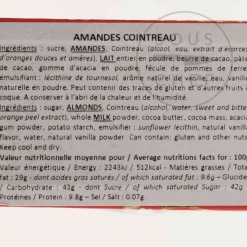 AMANDES COINTREAU
Ingrédients : sucre, AMANDES, Cointreau (alcool, eau, extrait d'écorces
d'oranges douces et amères), LAIT entier en poudre, beurre de cacao, pâte
de cacao, gomme d'acacia en poudre, fécule de pommes de terre,
émulsifiant : lécithine de tournesol, arôme naturel de vanille, eau, vanille
naturelle en poudre. Peut contenir des traces de gluten et d'autres fruits à
coque. A conserver à l'abri de la chaleur et de l'humidité.
Ingredients : sugar, ALMONDS, Cointreau (alcohol, water, sweet and bitter
orange peel extract), whole MILK powder, cocoa butter, cocoa mass, acacia
gum powder, potato starch, emulsifier : sunflower lecithin, natural vanilla
flavor, water, natural vanilla powder. Can contain: gluten and other nuts.
Keep cool and dry.
Valeur nutritionnelle moyenne pour / Average nutritions facts for : 100g
Valeur énergétique / Energy : 2243kj / 512kcal - Matières grasses / Total
fat : 29g - dont acides gras saturés / of which saturated fat : 9.6g - Glucide
/ Carbohydrate : 43g - dont Sucres / of which saturated Sugar : 42g
Protéines / Protein : 9.8g – Sel / Salt : 0.07g.